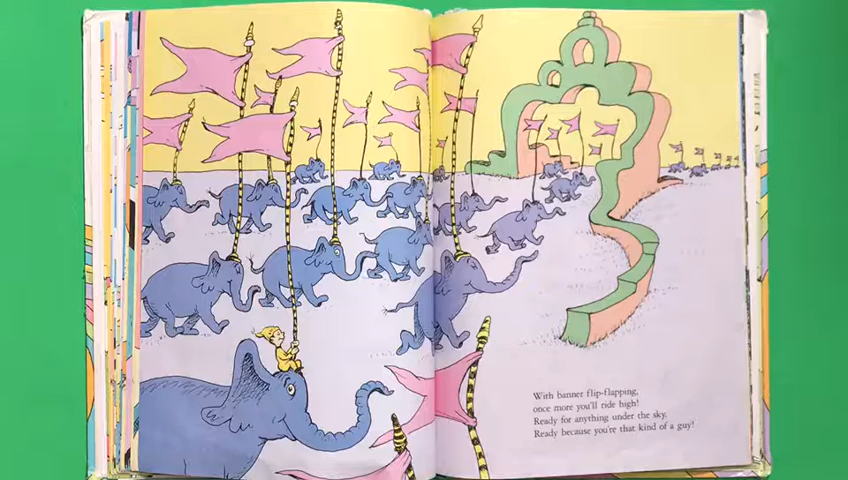 With banner flip-flapping,
once more you'll ride high!
Ready for anything under the sky.
Ready because you're that kind of a guy!